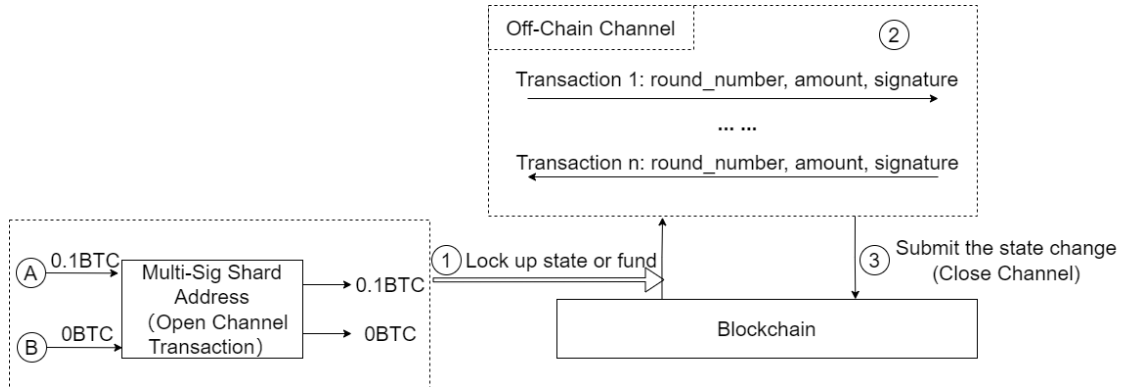 Off-Chain Channel
②
Transaction 1: round_number, amount, signature
... ...
Transaction n: round_number, amount, signature
A
0.1BTC
B
0BTC
Multi-Sig Shard
Address
（Open Channel
Transaction）
0.1BTC
0BTC
① Lock up state or fund
③ Submit the state change
(Close Channel)
Blockchain